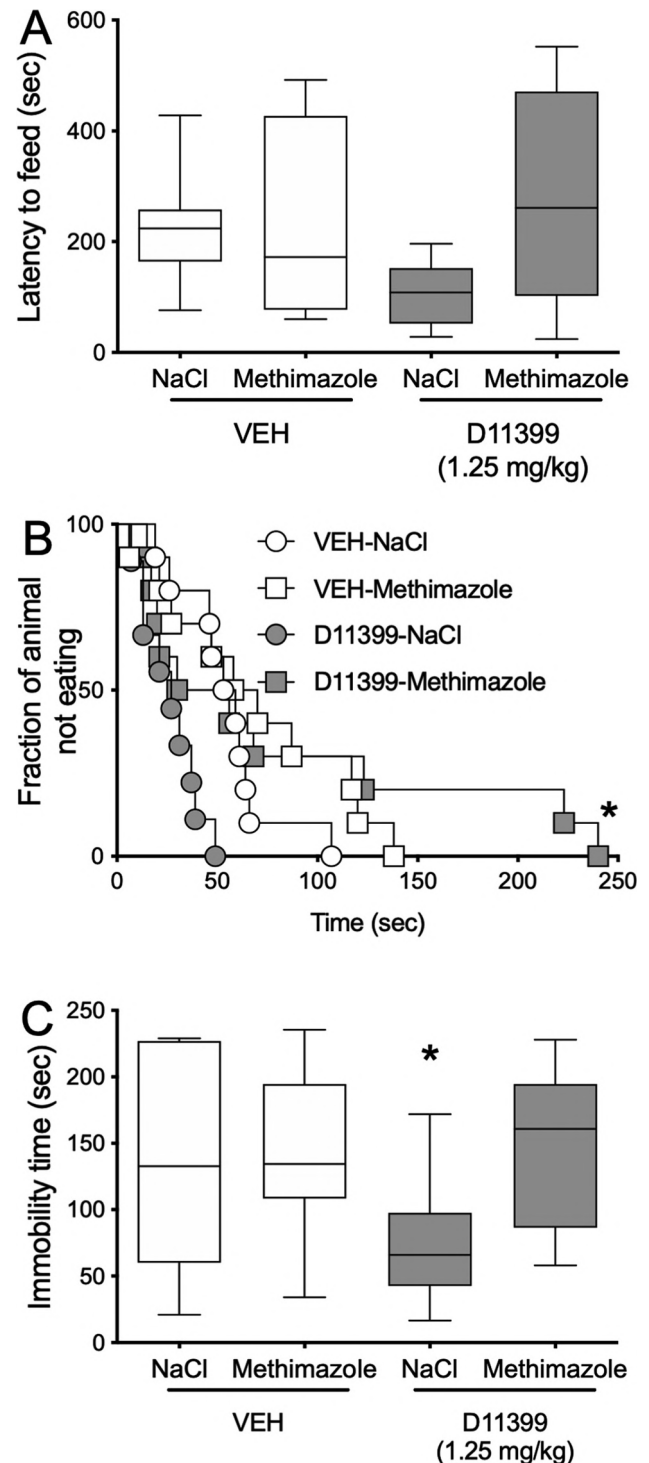 A
Latency to feed (sec)
600
400
200
0
NaCl Methimazole NaCl Methimazole
VEH D11399
(1.25 mg/kg)
B
Fraction of animal
not eating
100
50
0
VEH-NaCl
VEH-Methimazole
D11399-NaCl
D11399-Methimazole
*
0 50 100 150 200 250
Time (sec)
C
Immobility time (sec)
250
200
150
100
50
0
*
NaCl Methimazole NaCl Methimazole
VEH D11399
(1.25 mg/kg)